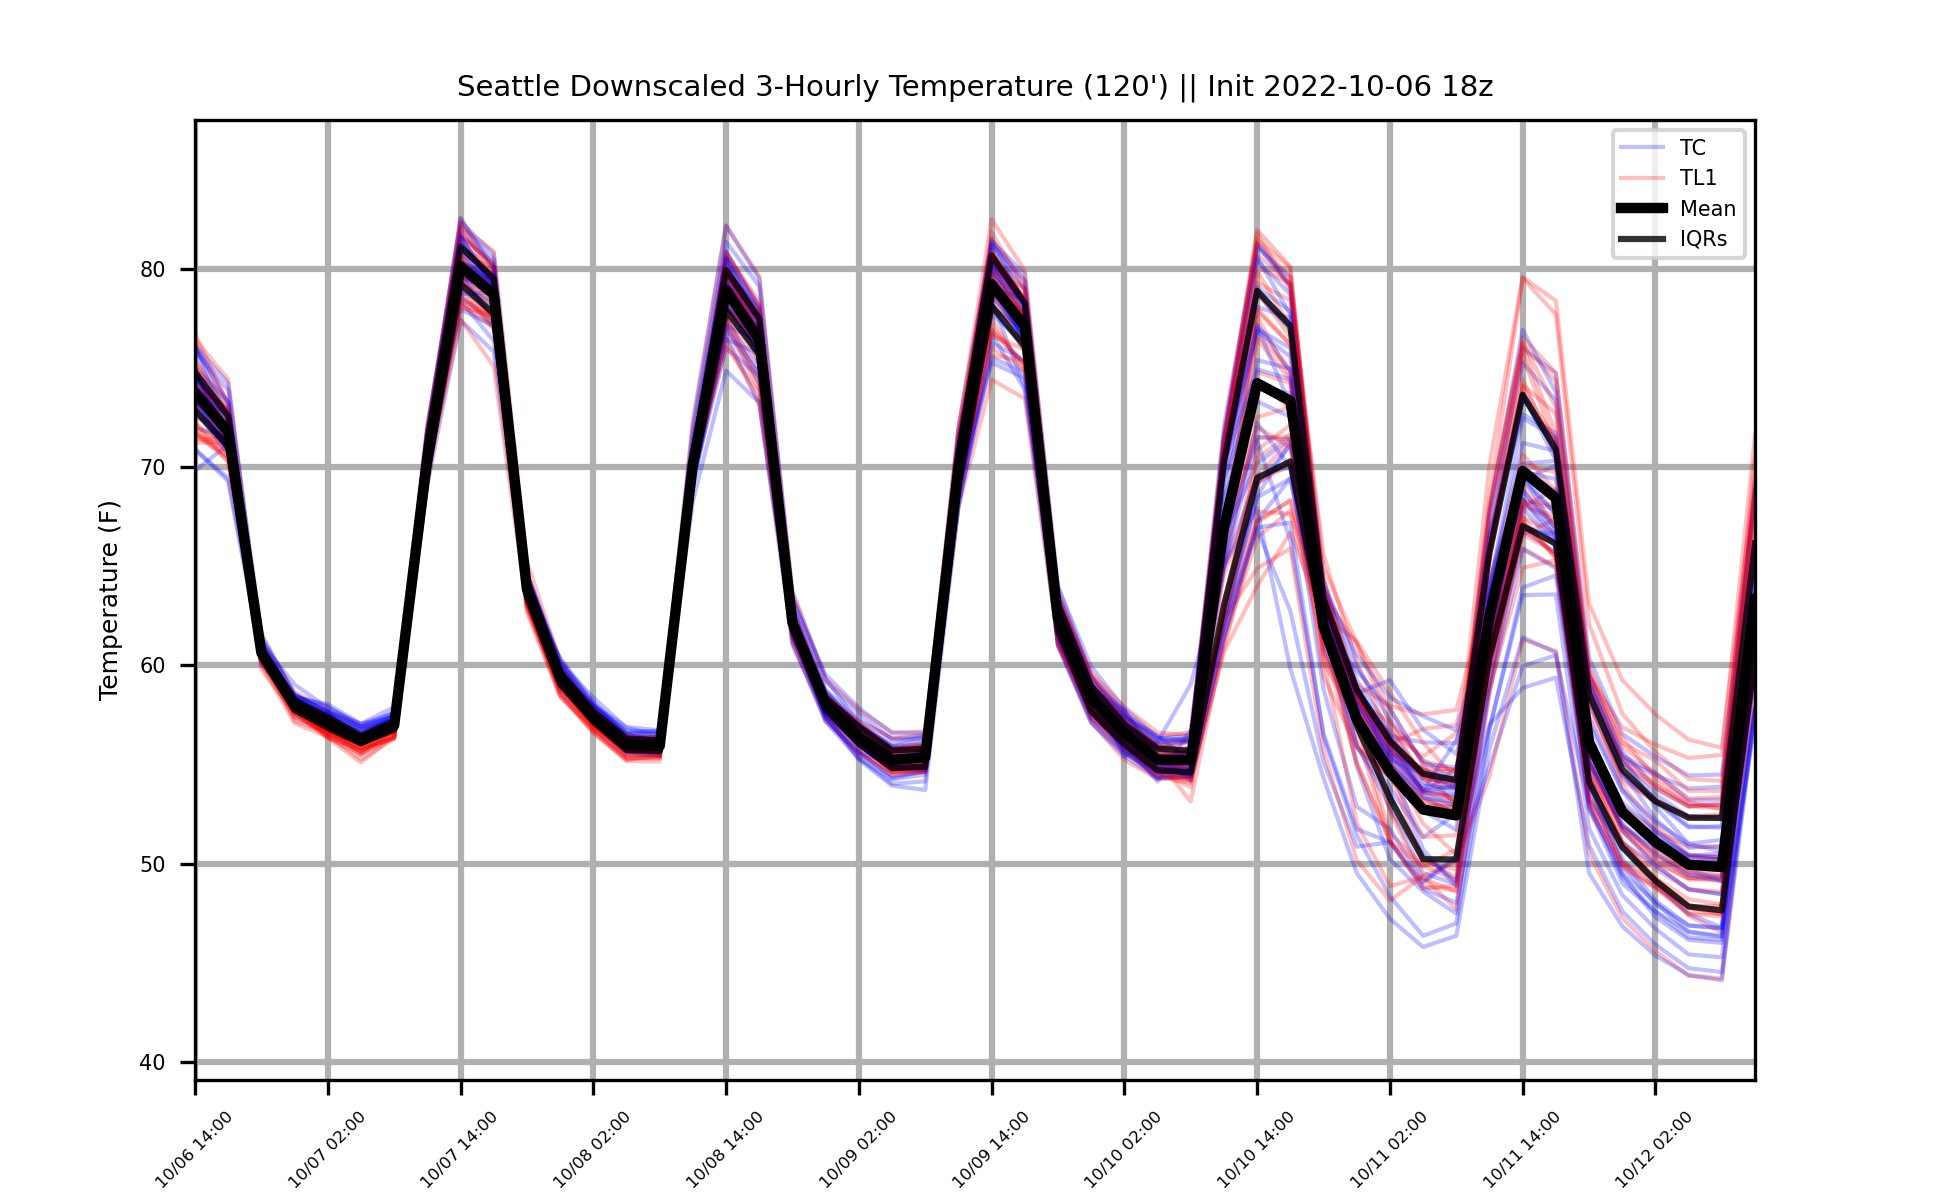 Seattle Downscaled 3-Hourly Temperature (120') || Init 2022-10-06 18z
TC
TL1
Mean
IQRs
Temperature (F)
80
70
60
50
40
10/06 14:00
10/07 02:00
10/07 14:00
10/08 02:00
10/08 14:00
10/09 02:00
10/09 14:00
10/10 02:00
10/10 14:00
10/11 02:00
10/11 14:00
10/12 02:00